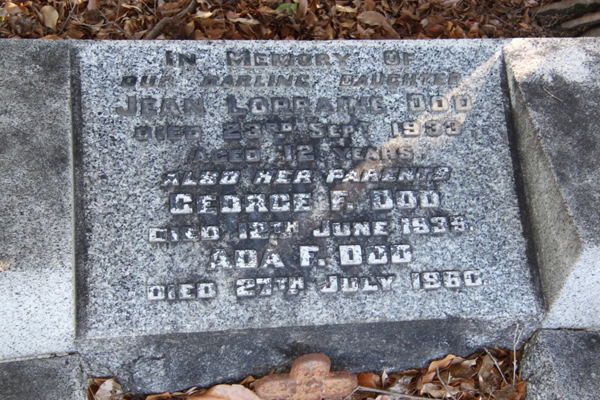 In Memory Of
Our Darling Daughter
Jean Lorraine Dod
Died 23rd Sept 1933.
Aged 12 Years.
Also Her Parents
George F. Dod
Died 12th June 1939.
Ada F. Dod
Died 27th July 1960.